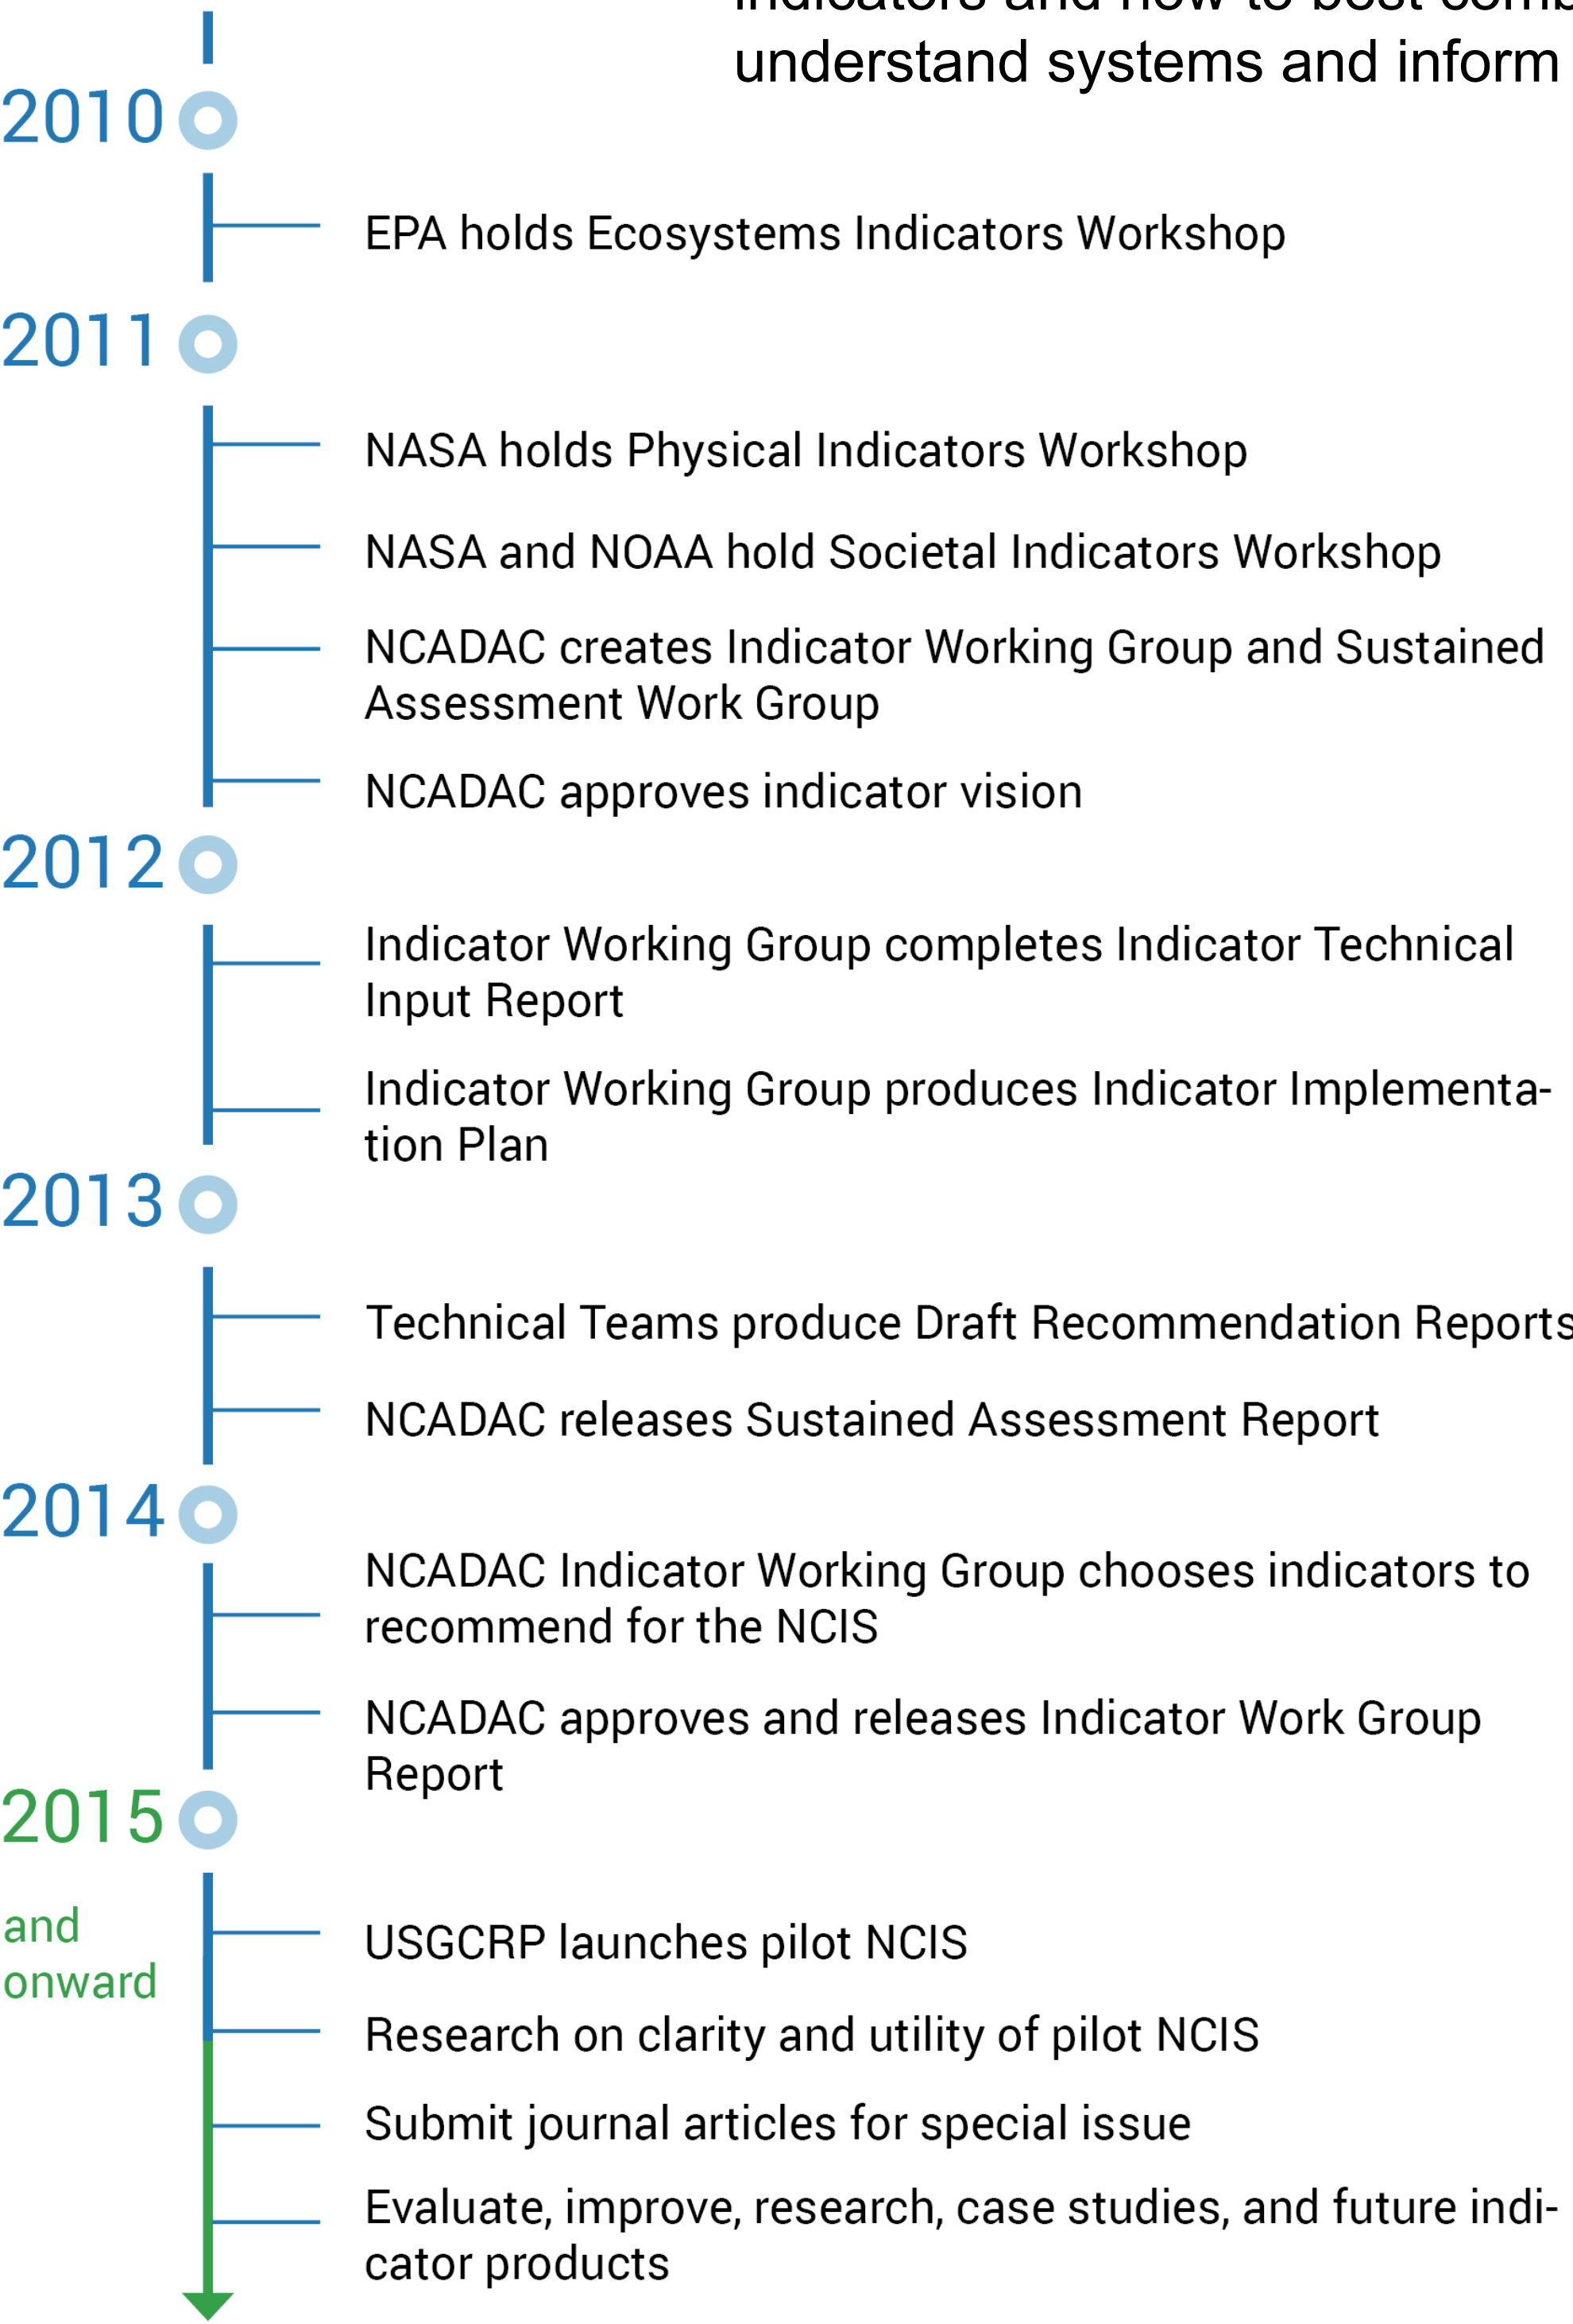 indicators and how to best comb
understand systems and inform
2010
EPA holds Ecosystems Indicators Workshop
2011
NASA holds Physical Indicators Workshop
NASA and NOAA hold Societal Indicators Workshop
NCADAC creates Indicator Working Group and Sustained
Assessment Work Group
NCADAC approves indicator vision
2012
Indicator Working Group completes Indicator Technical
Input Report
Indicator Working Group produces Indicator Implementa-
tion Plan
2013
Technical Teams produce Draft Recommendation Reports
NCADAC releases Sustained Assessment Report
2014
NCADAC Indicator Working Group chooses indicators to
recommend for the NCIS
NCADAC approves and releases Indicator Work Group
Report
2015
and
onward
USGCRP launches pilot NCIS
Research on clarity and utility of pilot NCIS
Submit journal articles for special issue
Evaluate, improve, research, case studies, and future indi-
cator products